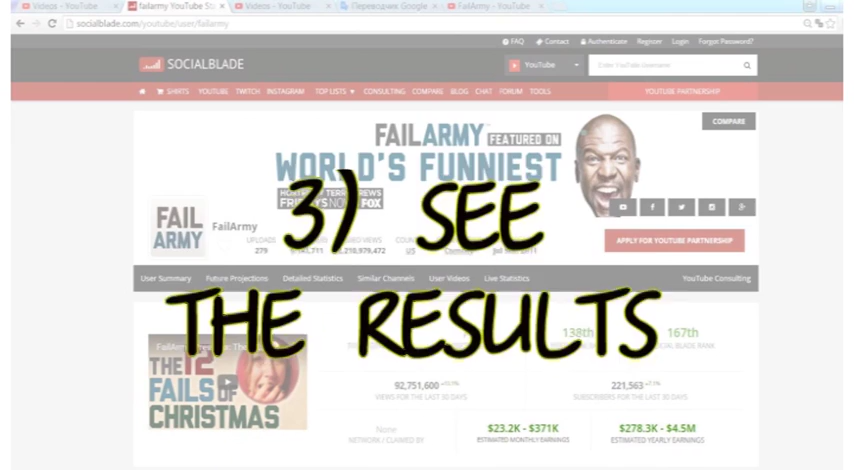 Videos - YouTube
failarmy YouTube St
Videos - YouTube
Переводчик Google
FailArmy - YouTube
socialblade.com/youtube/user/failarmy
FAQ Contact Authenticator Register Login Forgot Password?
SOCIALBLADE
YouTube
Enter YouTube Username
SHIRTS YOUTUBE TWITCH INSTAGRAM TOP LISTS CONSULTING COMPARE BLOG CHAT FORUM TOOLS YOUTUBE PARTNERSHIP
COMPARE
FAILARMY FEATURED ON
WORLD'S FUNNIEST
FOX
3) SEE
FAIL
ARMY
FailArmy
UPLOADS
279
US
APPLY FOR YOUTUBE PARTNERSHIP
User Summary Future Projections Detailed Statistics Similar Channels User Videos Live Statistics YouTube Consulting
THE RESULTS
138th 167th
THE 12
FAILS OF
CHRISTMAS
92,751,600
VIEWS FOR THE LAST 30 DAYS
221,563
SUBSCRIBERS FOR THE LAST 30 DAYS
None
NETWORK / CLAIMED BY
$23.2K - $371K
ESTIMATED MONTHLY EARNINGS
$278.3K - $4.5M
ESTIMATED YEARLY EARNINGS